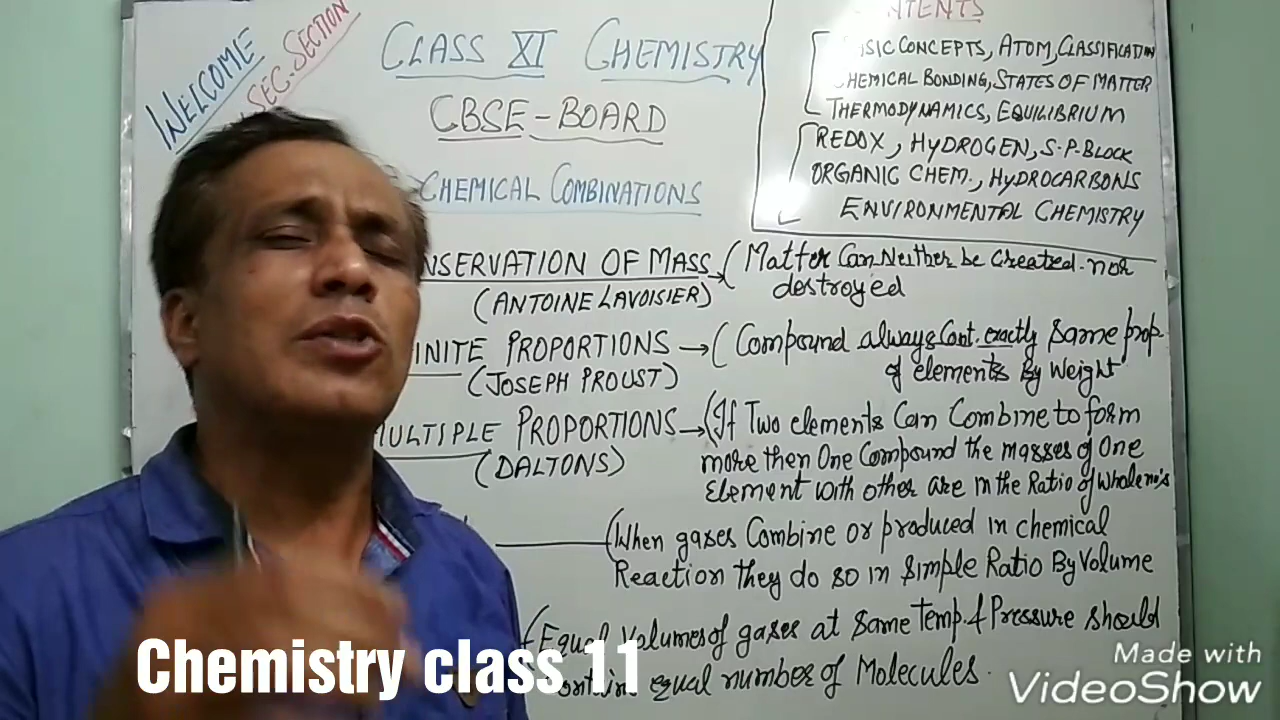 WELCOME
SEC. SECTION
CLASS XI CHEMISTRY
CBSE-BOARD
CHEMICAL COMBINATIONS
CONCEPTS, ATOM, CLASSIFICATION
CHEMICAL BONDING, STATES OF MATTER
THERMODYNAMICS, EQUILIBRIUM
REDOX, HYDROGEN, S-P-BLOCK
ORGANIC CHEM., HYDROCARBONS
ENVIRONMENTAL CHEMISTRY
OF MASS → (Matter Can Neither be Created nor
destroyed
(ANTOINE LAVOISIER)
PROPORTIONS → (Compound always Cont. exactly Same prop.
of elements By Weight
(JOSEPH PROUST)
MULTIPLE PROPORTIONS → (If Two elements Can Combine to form
more then One Compound the masses of One
Element with other are in the Ratio of Whole no's
(DALTONS)
(When gases Combine or produced in chemical
Reaction they do so in Simple Ratio By Volume
(Equal Volumes of gases at Same Temp. & Pressure should
Contains equal number of Molecules.
Chemistry class 11
Made with
VideoShow